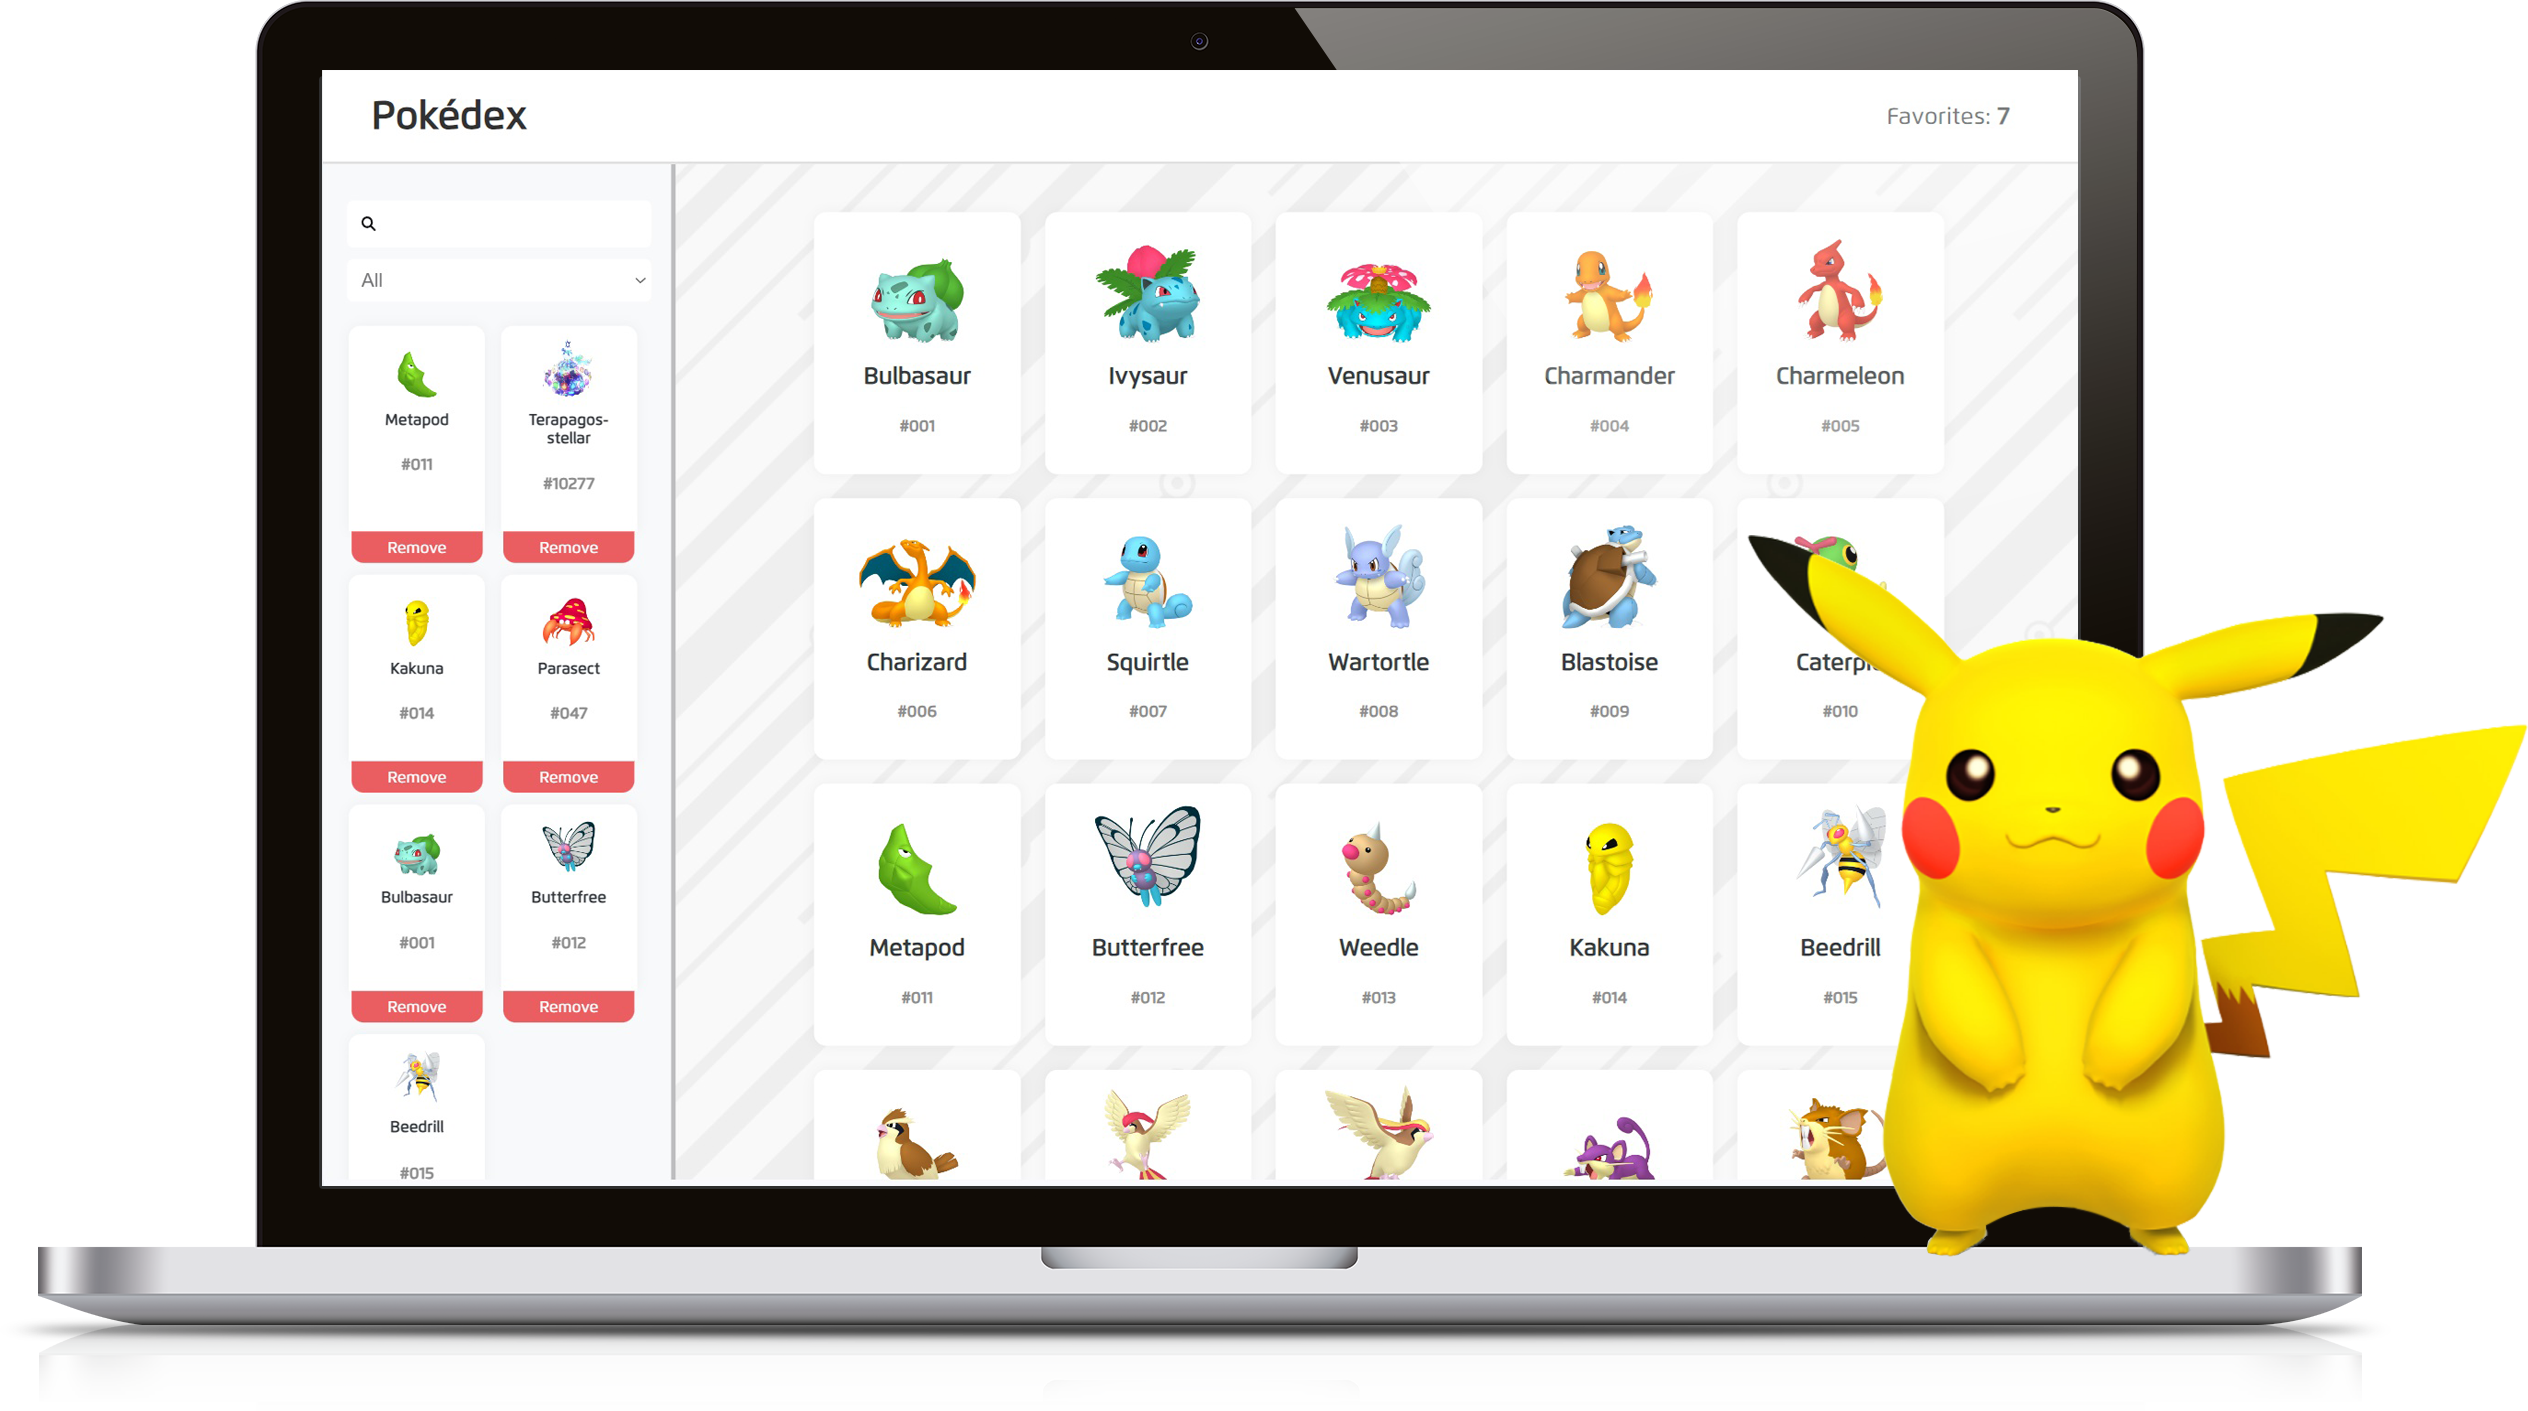 Pokédex
Favorites: 7
All
Metapod
#011
Remove
Terapagos-
stellar
#10277
Remove
Kakuna
#014
Remove
Parasect
#047
Remove
Bulbasaur
#001
Remove
Butterfree
#012
Remove
Beedrill
#015
Bulbasaur
#001
Ivysaur
#002
Venusaur
#003
Charmander
#004
Charmeleon
#005
Charizard
#006
Squirtle
#007
Wartortle
#008
Blastoise
#009
#010
Metapod
#011
Butterfree
#012
Weedle
#013
Kakuna
#014
Beedrill
#015